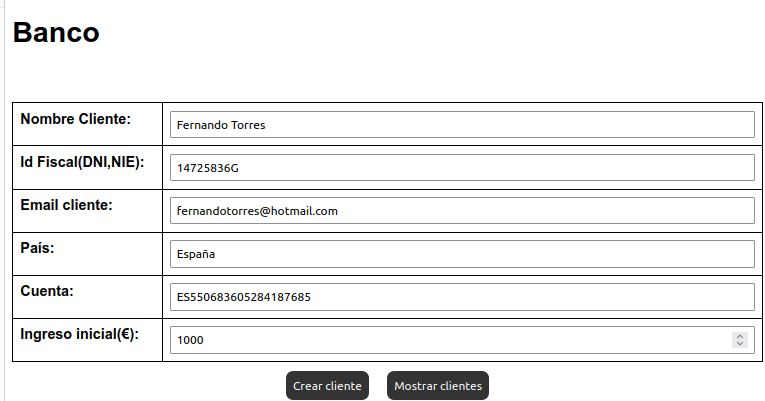 Banco
Nombre Cliente: Fernando Torres
Id Fiscal(DNI,NIE): 14725836G
Email cliente: fernandotorres@hotmail.com
País: España
Cuenta: ES550683605284187685
Ingreso inicial(€): 1000
Crear cliente Mostrar clientes